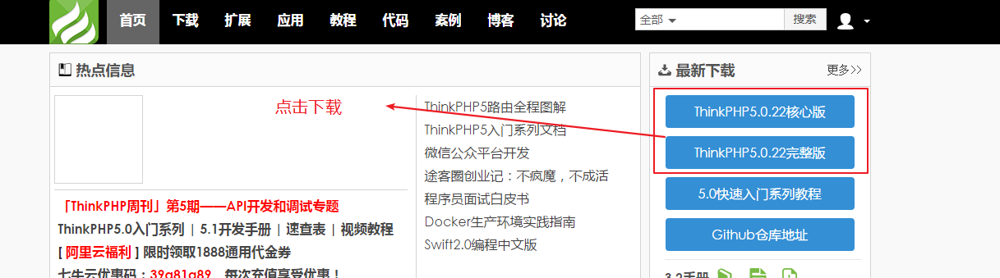 首页 下载 扩展 应用 教程 代码 案例 博客 讨论 全部 搜索
热点信息
点击下载
ThinkPHP5路由全程图解
ThinkPHP5入门系列文档
微信公众平台开发
途客圈创业记：不疯魔，不成活
程序员面试白皮书
Docker生产环境实践指南
Swift2.0编程中文版
「ThinkPHP周刊」第5期——API开发和调试专题
ThinkPHP5.0入门系列 | 5.1开发手册 | 速查表 | 视频教程
[ 阿里云福利 ] 限时领取1888通用代金券
七牛云优惠码：39a81a89，每次充值享受优惠！
最新下载 更多>>
ThinkPHP5.0.22核心版
ThinkPHP5.0.22完整版
5.0快速入门系列教程
Github仓库地址
3.2手册